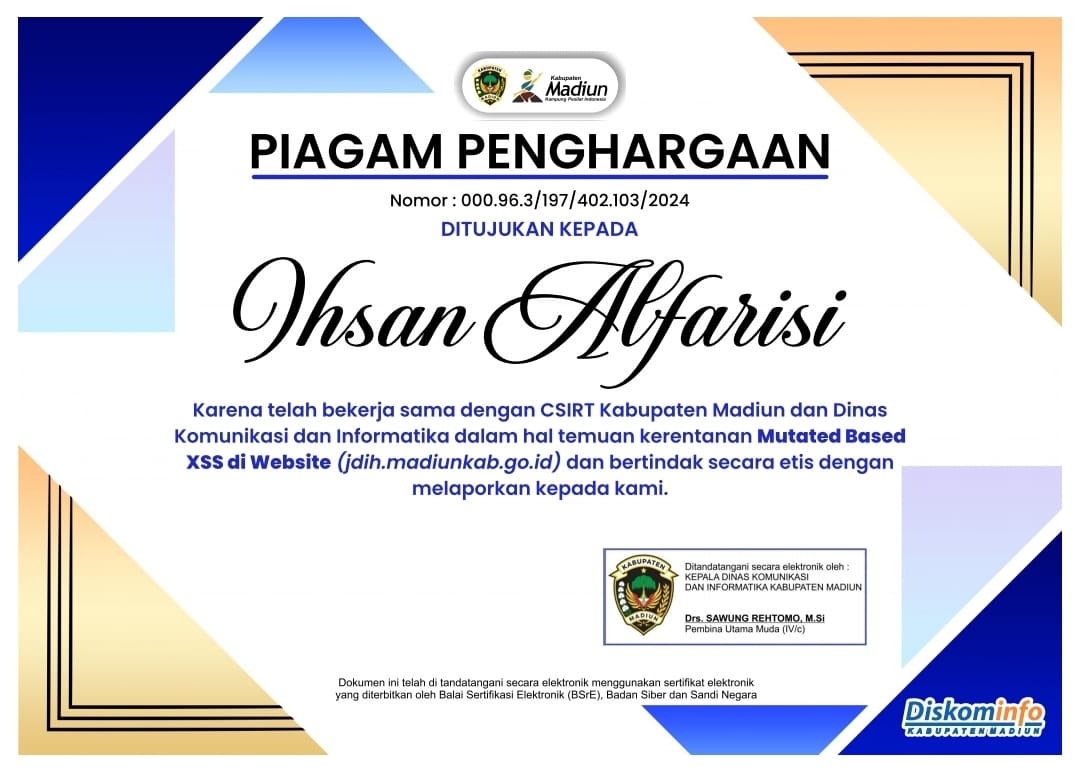 KABUPATEN
MADIUN
Kabupaten
Madiun
Kampung Pesilat Indonesia
PIAGAM PENGHARGAAN
Nomor : 000.96.3/197/402.103/2024
DITUJUKAN KEPADA
Ihsan Alfarisi
Karena telah bekerja sama dengan CSIRT Kabupaten Madiun dan Dinas
Komunikasi dan Informatika dalam hal temuan kerentanan Mutated Based
XSS di Website (jdih.madiunkab.go.id) dan bertindak secara etis dengan
melaporkan kepada kami.
KABUPATEN
MADIUN
Ditandatangani secara elektronik oleh :
KEPALA DINAS KOMUNIKASI
DAN INFORMATIKA KABUPATEN MADIUN
Drs. SAWUNG REHTOMO, M.Si
Pembina Utama Muda (IV/c)
Dokumen ini telah di tandatangani secara elektronik menggunakan sertifikat elektronik
yang diterbitkan oleh Balai Sertifikasi Elektronik (BSrE), Badan Siber dan Sandi Negara
Diskominfo
KABUPATEN MADIUN